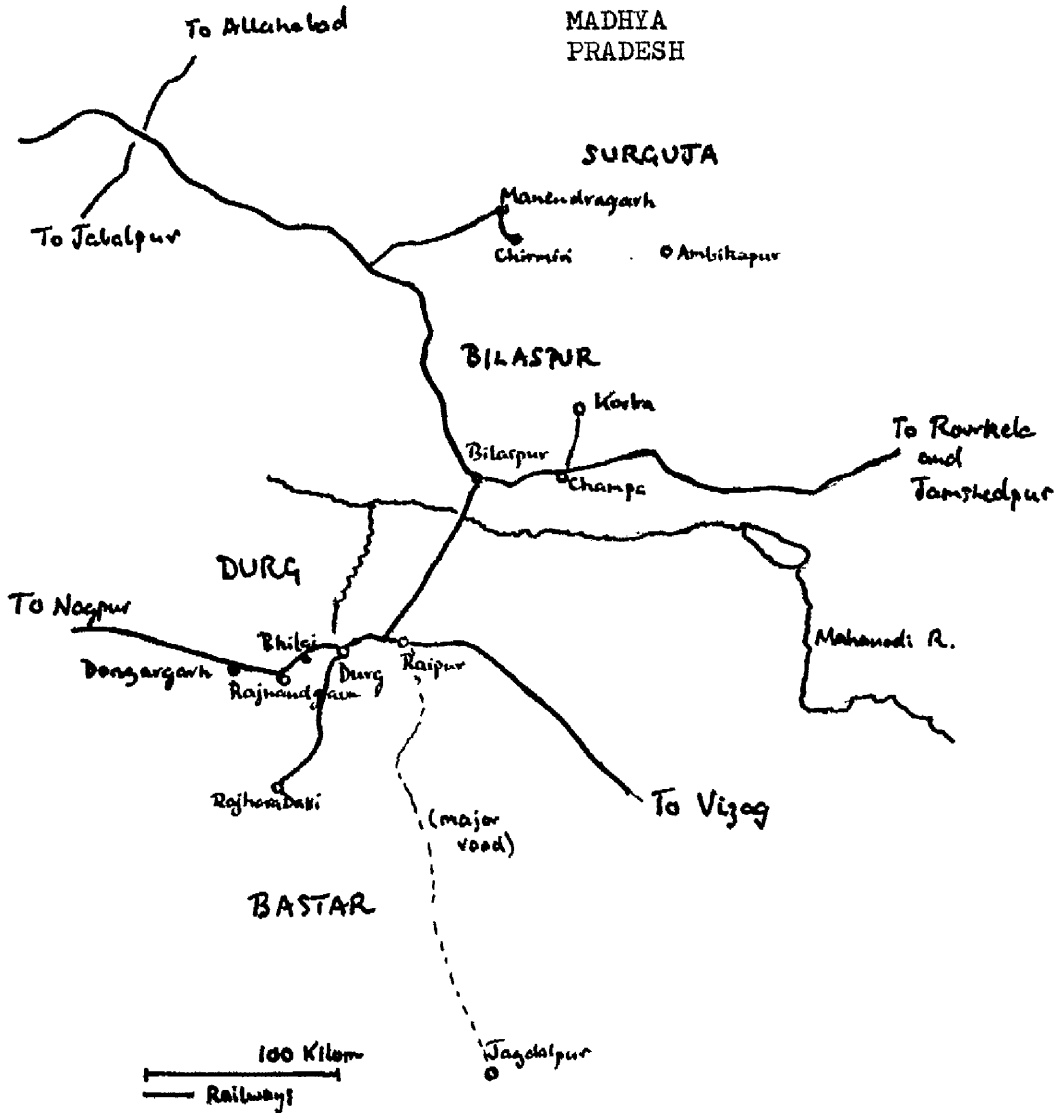 To Allahabad
MADHYA
PRADESH
SURGUJA
Manendragarh
To Jabalpur
Chirmiri
Ambikapur
BILASPUR
Korba
To Rourkela
and
Jamshedpur
Bilaspur
Champa
DURG
To Nagpur
Bhilai
Mahanadi R.
Dongargarh
Rajnandgaon
Durg
Raipur
Rajhara Dalli
To Vizag
(major
road)
BASTAR
100 Kilom
Jagdalpur
Railways